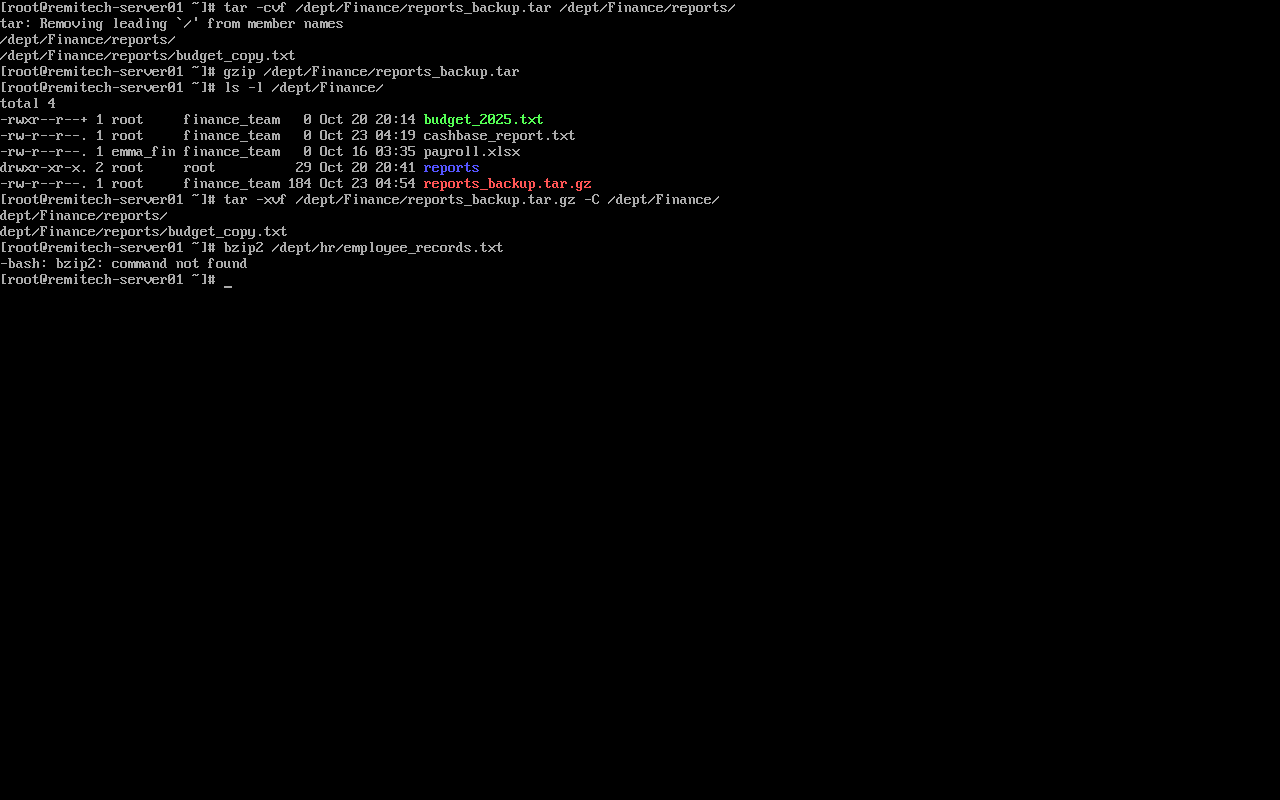 [root@remitech-server01 ~]# tar -cvf /dept/Finance/reports_backup.tar /dept/Finance/reports/
tar: Removing leading `/' from member names
/dept/Finance/reports/
/dept/Finance/reports/budget_copy.txt
[root@remitech-server01 ~]# gzip /dept/Finance/reports_backup.tar
[root@remitech-server01 ~]# ls -l /dept/Finance/
total 4
-rwxr--r--+ 1 root     finance_team   0 Oct 20 20:14 budget_2025.txt
-rw-r--r--. 1 root     finance_team   0 Oct 23 04:19 cashbase_report.txt
-rw-r--r--. 1 emma_fin finance_team   0 Oct 16 03:35 payroll.xlsx
drwxr-xr-x. 2 root     root          29 Oct 20 20:41 reports
-rw-r--r--. 1 root     finance_team 184 Oct 23 04:54 reports_backup.tar.gz
[root@remitech-server01 ~]# tar -xvf /dept/Finance/reports_backup.tar.gz -C /dept/Finance/
dept/Finance/reports/
dept/Finance/reports/budget_copy.txt
[root@remitech-server01 ~]# bzip2 /dept/hr/employee_records.txt
-bash: bzip2: command not found
[root@remitech-server01 ~]# _